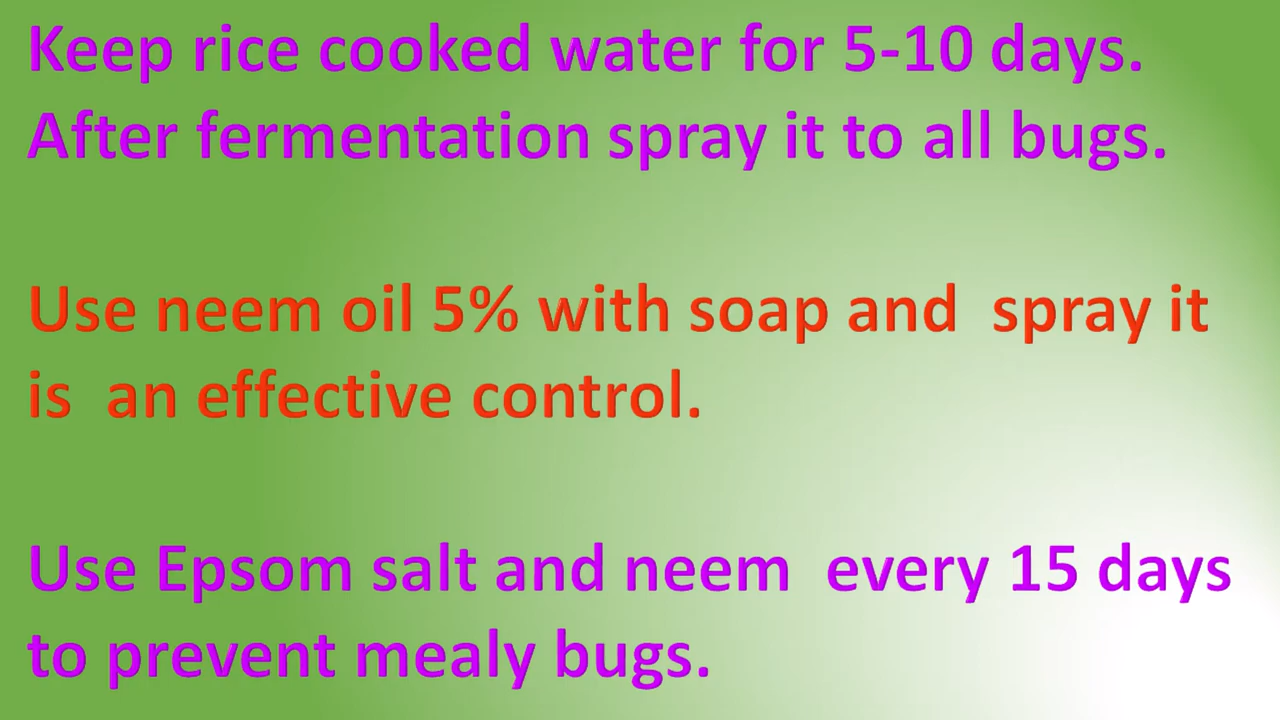 Keep rice cooked water for 5-10 days.
After fermentation spray it to all bugs.
Use neem oil 5% with soap and  spray it
is  an effective control.
Use Epsom salt and neem  every 15 days
to prevent mealy bugs.